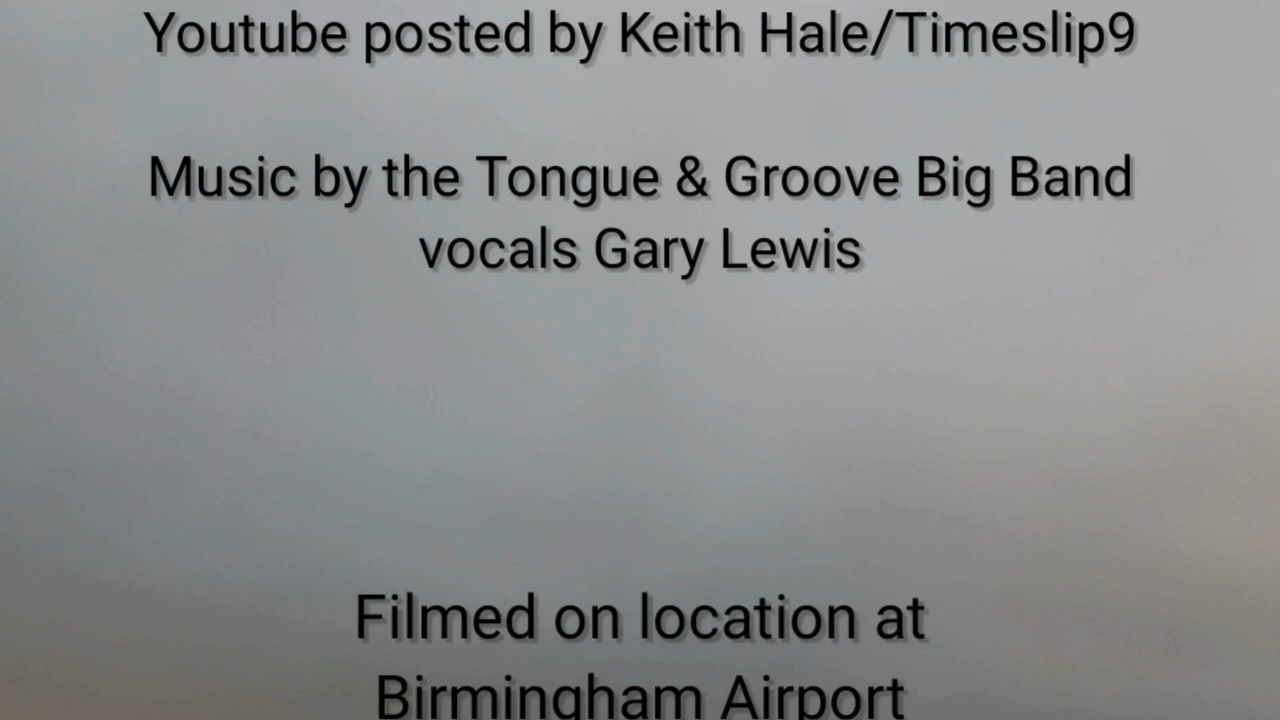 Youtube posted by Keith Hale/Timeslip9
Music by the Tongue & Groove Big Band
vocals Gary Lewis
Filmed on location at
Birmingham Airport